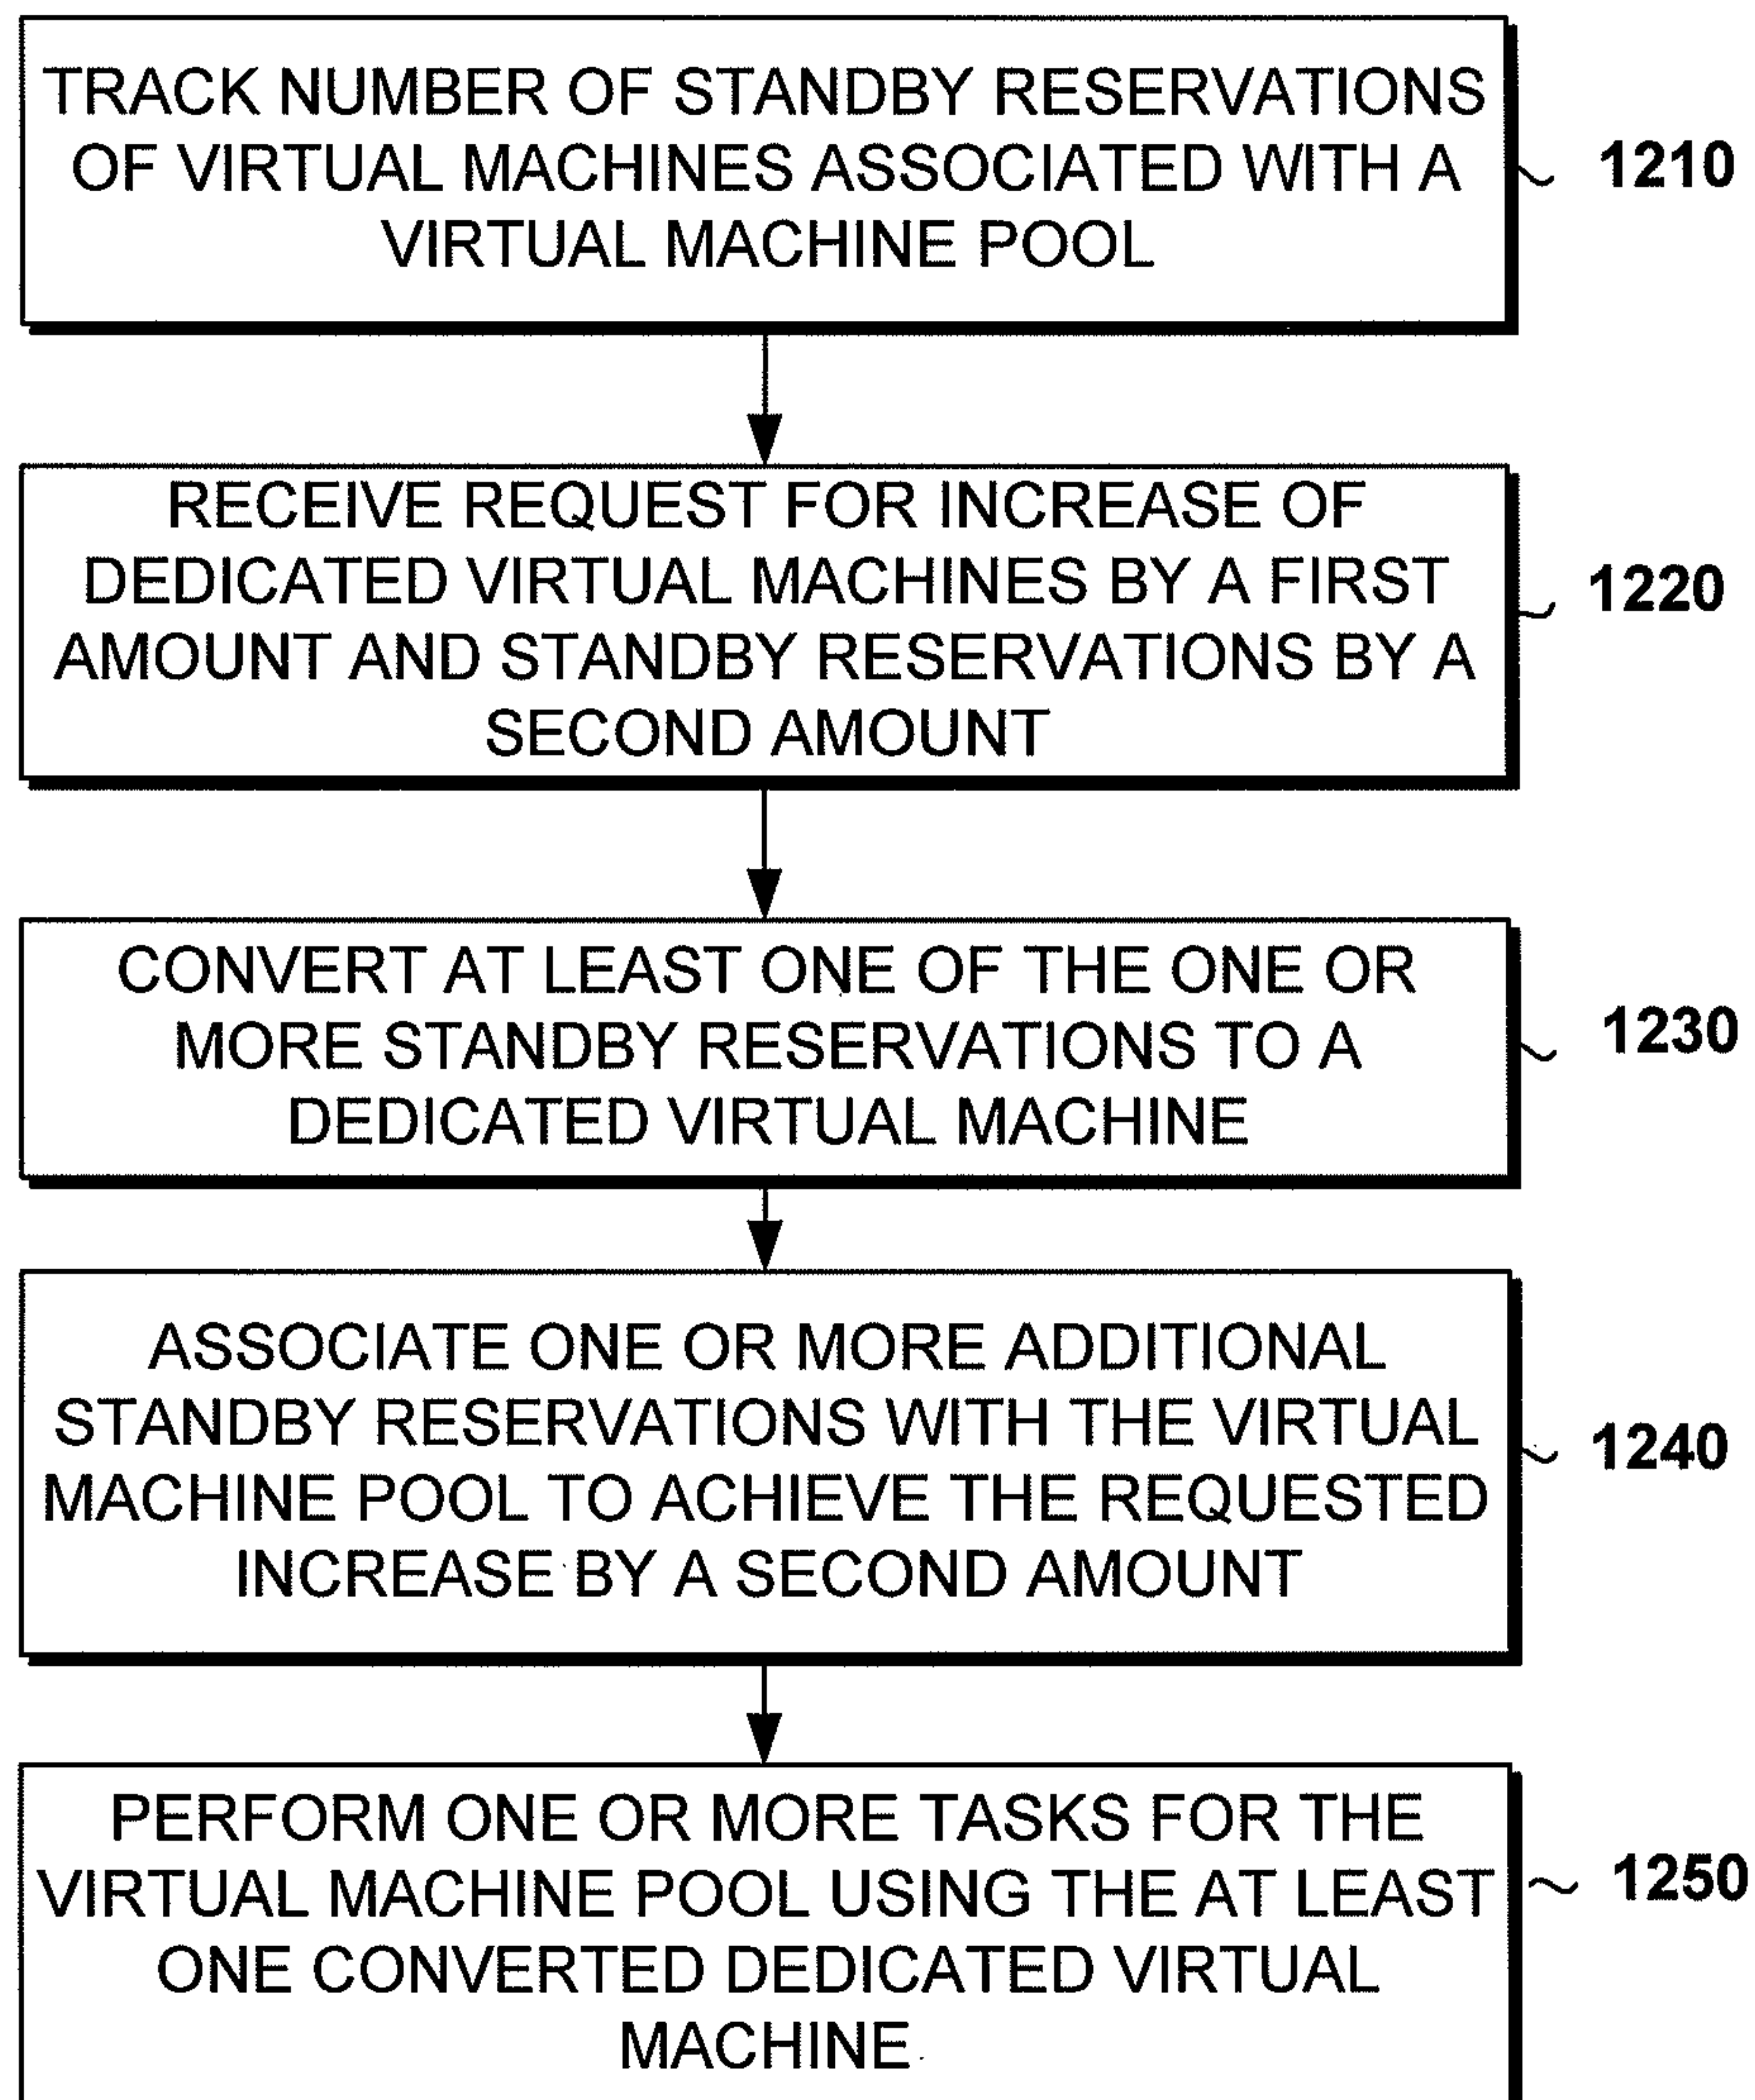 TRACK NUMBER OF STANDBY RESERVATIONS
OF VIRTUAL MACHINES ASSOCIATED WITH A
VIRTUAL MACHINE POOL
1210
RECEIVE REQUEST FOR INCREASE OF
DEDICATED VIRTUAL MACHINES BY A FIRST
AMOUNT AND STANDBY RESERVATIONS BY A
SECOND AMOUNT
1220
CONVERT AT LEAST ONE OF THE ONE OR
MORE STANDBY RESERVATIONS TO A
DEDICATED VIRTUAL MACHINE
1230
ASSOCIATE ONE OR MORE ADDITIONAL
STANDBY RESERVATIONS WITH THE VIRTUAL
MACHINE POOL TO ACHIEVE THE REQUESTED
INCREASE BY A SECOND AMOUNT
1240
PERFORM ONE OR MORE TASKS FOR THE
VIRTUAL MACHINE POOL USING THE AT LEAST
ONE CONVERTED DEDICATED VIRTUAL
MACHINE
1250